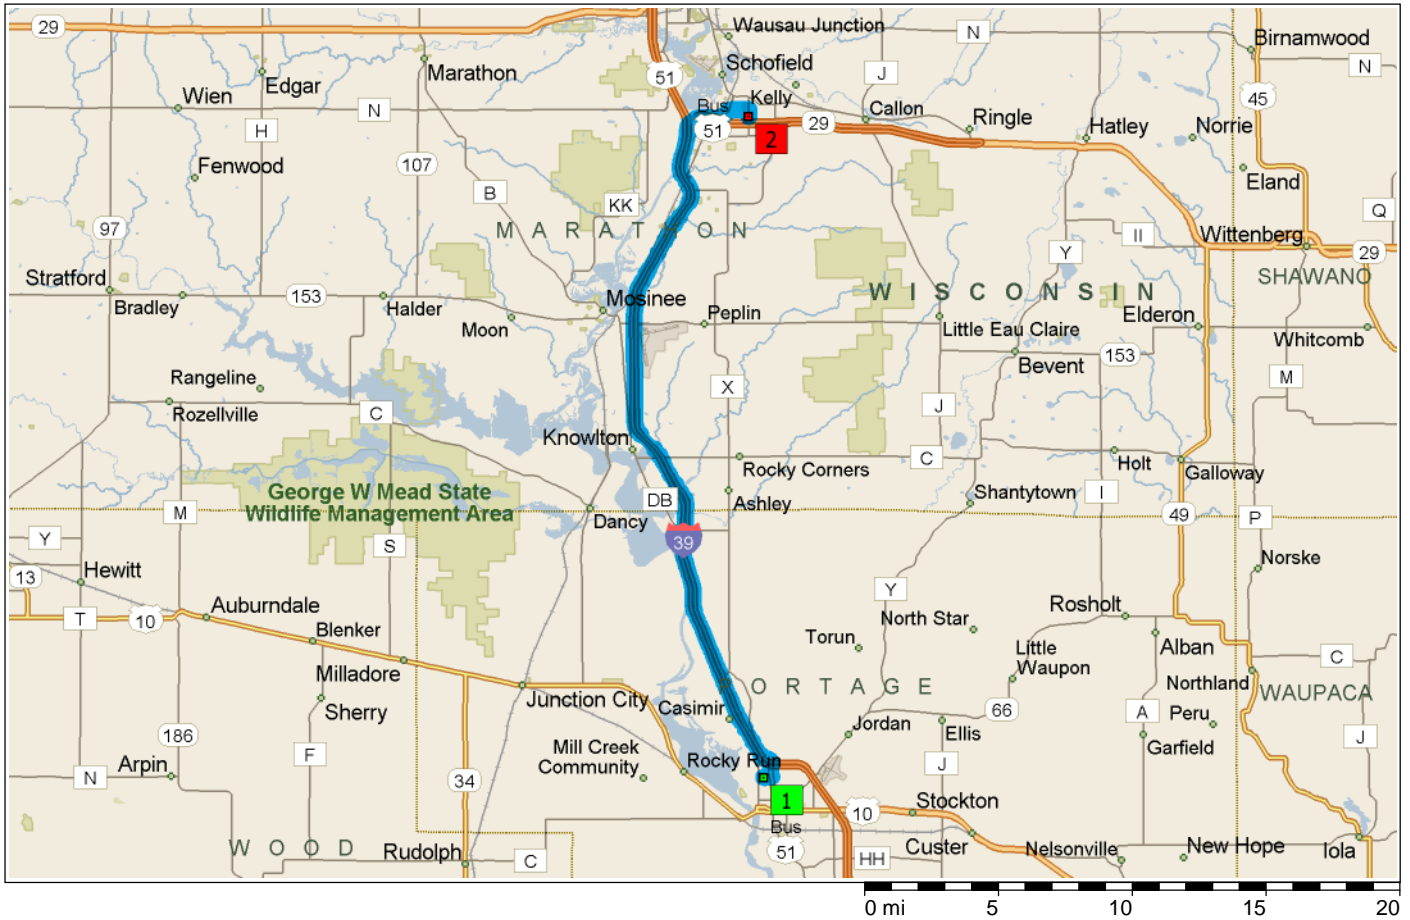 29
Wausau Junction
N
Birnamwood
Marathon
51
Schofield
J
N
Edgar
Wien
N
Bus
Kelly
Callon
45
H
51
2
29
Ringle
Hatley
Norrie
Fenwood
107
B
KK
Eland
Q
97
MARATHON
II
Wittenberg
Y
29
Stratford
SHAWANO
153
WISCONSIN
Bradley
Halder
Mosinee
Peplin
Elderon
Moon
Little Eau Claire
Whitcomb
Bevent
153
Rangeline
X
M
Rozellville
C
J
Knowlton
C
Rocky Corners
Holt
Galloway
George W Mead State
Wildlife Management Area
DB
Ashley
Shantytown
I
M
Dancy
49
P
Y
S
39
13
Hewitt
Norske
Y
T
10
Auburndale
Rosholt
Blenker
North Star
Torun
Little
Waupon
Alban
C
Milladore
Northland
Junction City
PORTAGE
WAUPACA
Sherry
Casimir
66
A
Peru
186
Jordan
Ellis
J
F
Mill Creek
Community
Garfield
Rocky Run
J
N
Arpin
34
1
10
Stockton
Bus
WOOD
Rudolph
C
51
HH
Custer
Nelsonville
New Hope
Iola
0 mi
5
10
15
20